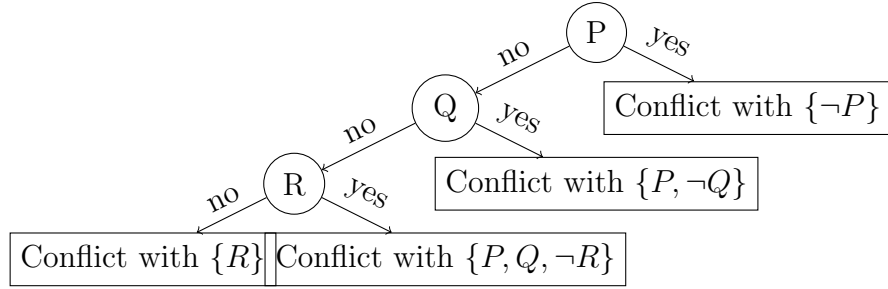 P
no
yes
Q
Conflict with {¬P}
no
yes
R
Conflict with {P, ¬Q}
no
yes
Conflict with {R}
Conflict with {P, Q, ¬R}